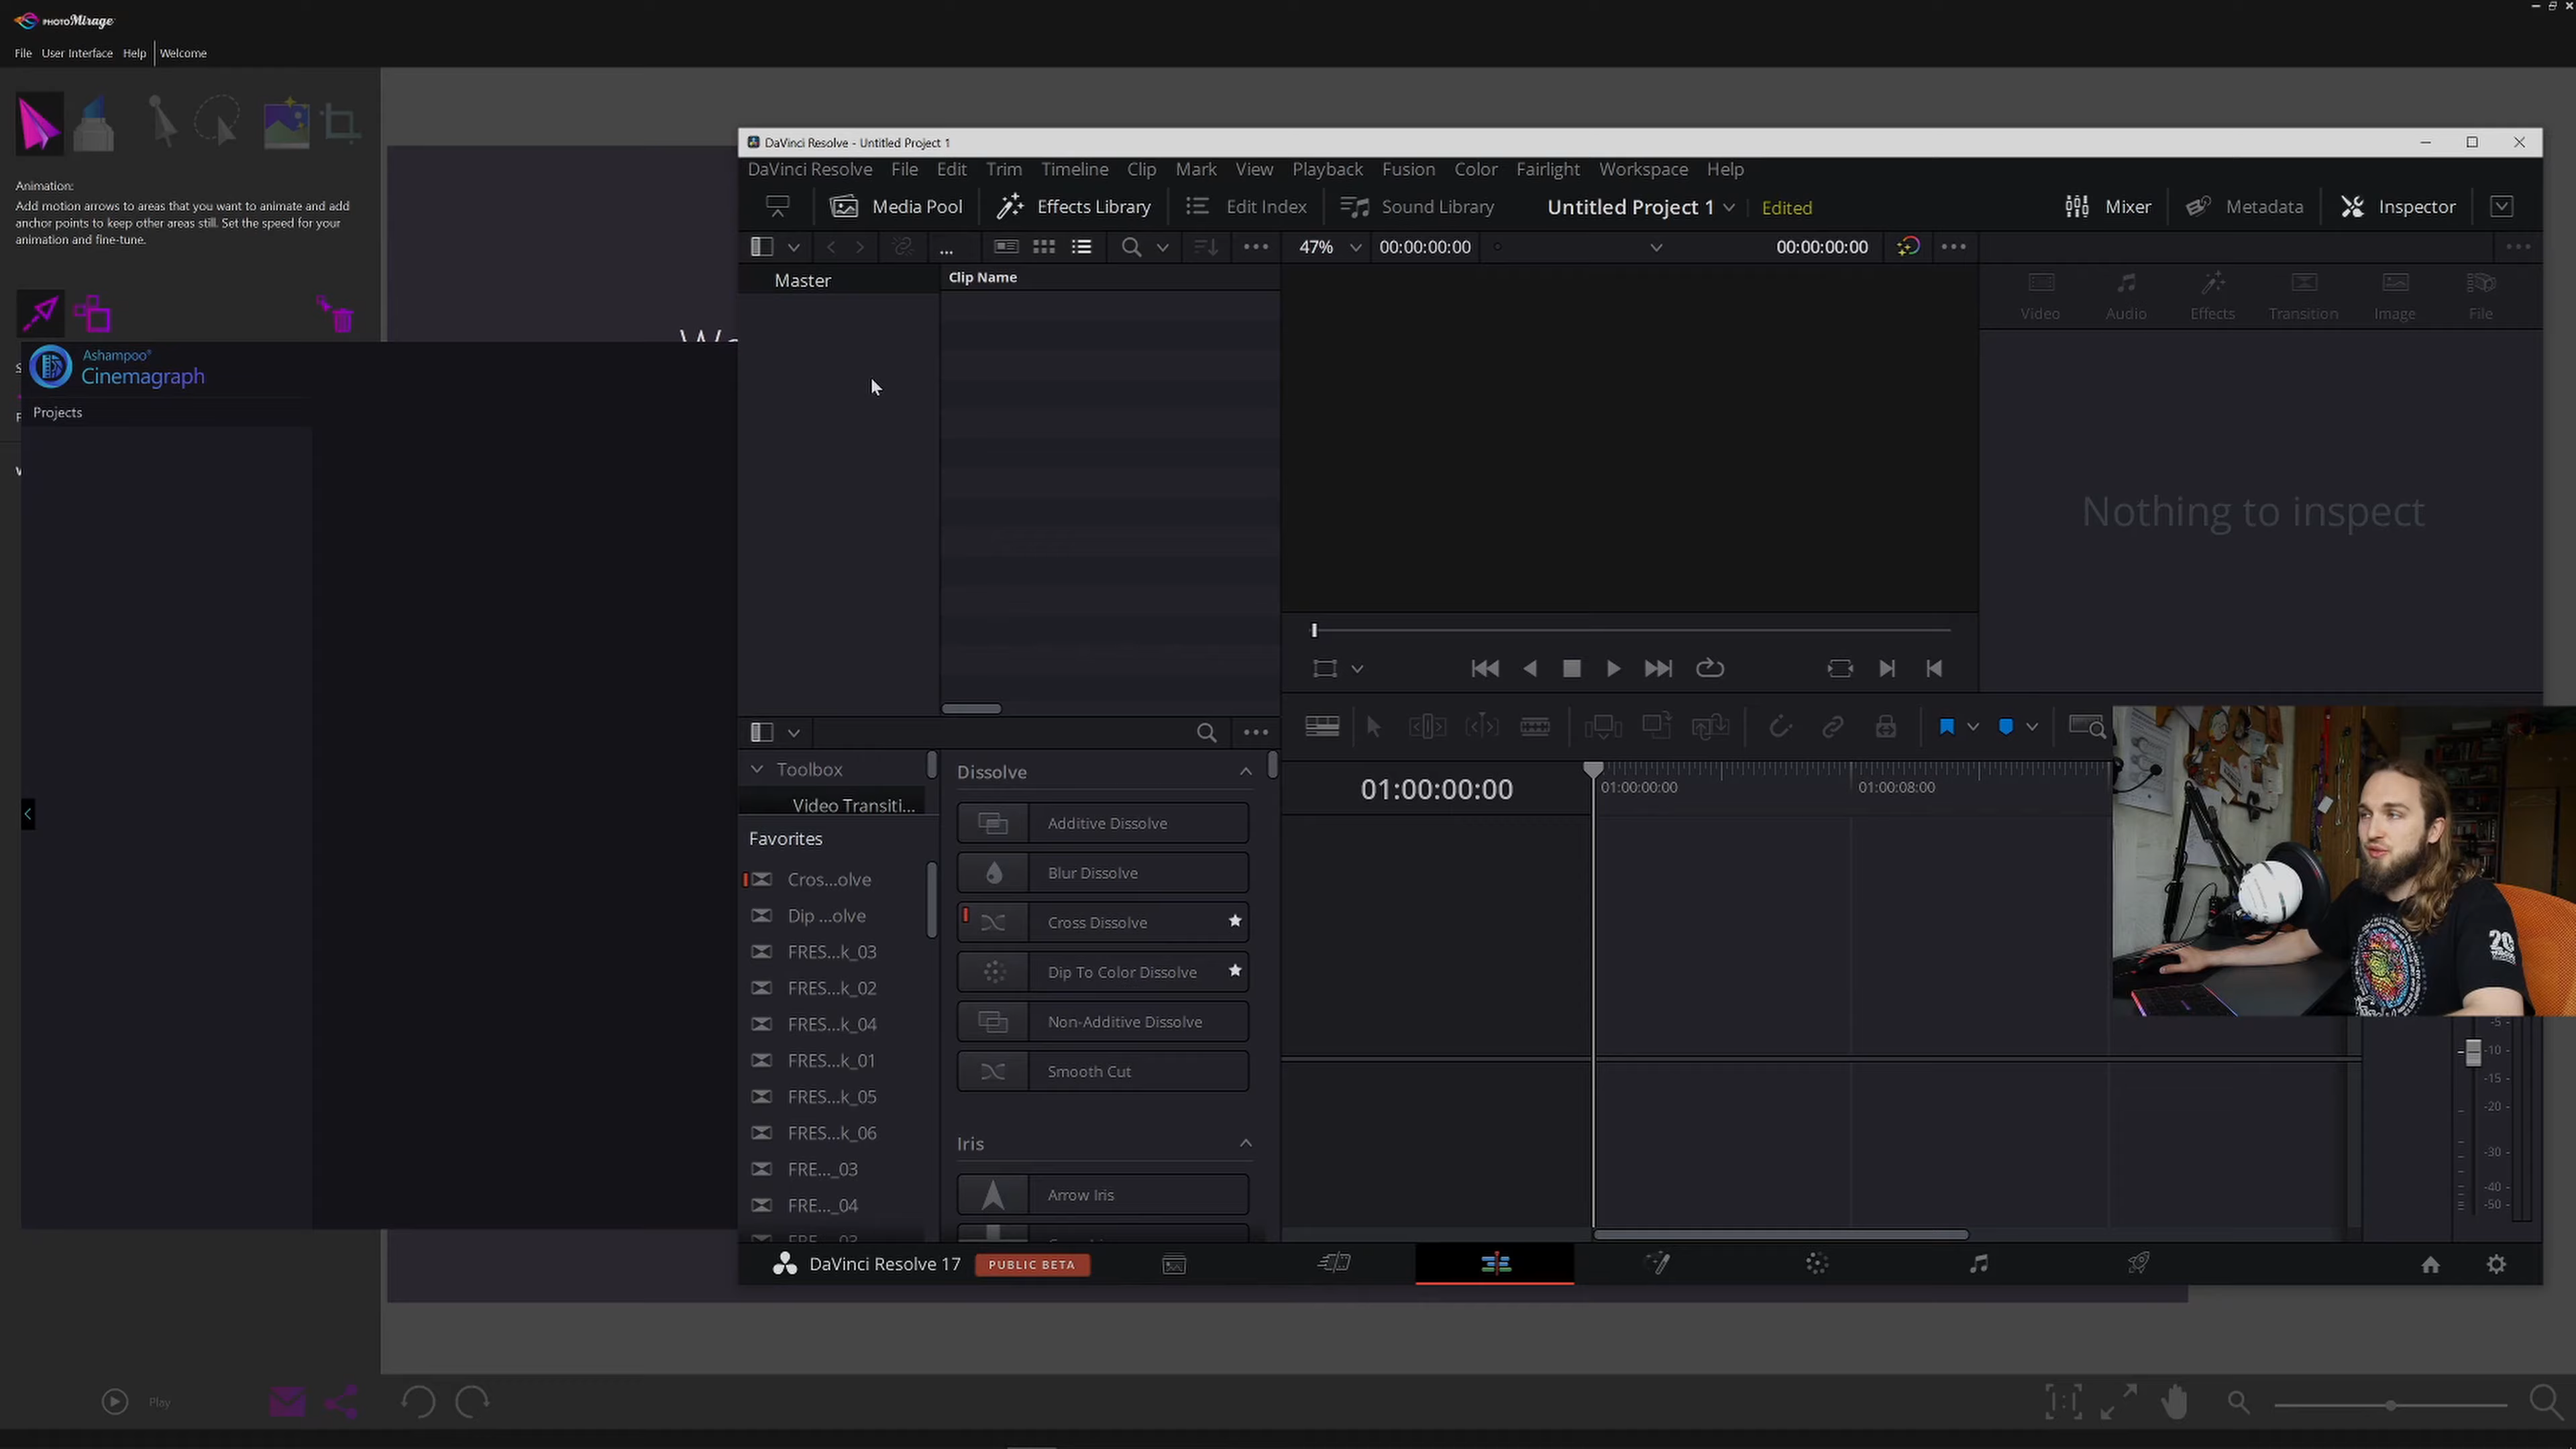 PHOTOMirage
File User Interface Help Welcome
Animation:
Add motion arrows to areas that you want to animate and add
anchor points to keep other areas still. Set the speed for your
animation and fine-tune.
Ashampoo®
Cinemagraph
Projects
DaVinci Resolve - Untitled Project 1
DaVinci Resolve File Edit Trim Timeline Clip Mark View Playback Fusion Color Fairlight Workspace Help
Media Pool Effects Library Edit Index Sound Library Untitled Project 1 Edited Mixer Metadata Inspector
47% 00:00:00:00 00:00:00:00
Master
Clip Name
Video Audio Effects Transition Image File
Nothing to inspect
Toolbox
Video Transiti...
Favorites
Cros...olve
Dip ...olve
FRES...k_03
FRES...k_02
FRES...k_04
FRES...k_01
FRES...k_05
FRES...k_06
FRE..._03
FRE..._04
Dissolve
Additive Dissolve
Blur Dissolve
Cross Dissolve
Dip To Color Dissolve
Non-Additive Dissolve
Smooth Cut
Iris
Arrow Iris
01:00:00:00
01:00:00:00 01:00:08:00
20
-5
-10
-15
-20
-30
-40
-50
DaVinci Resolve 17 PUBLIC BETA
Play